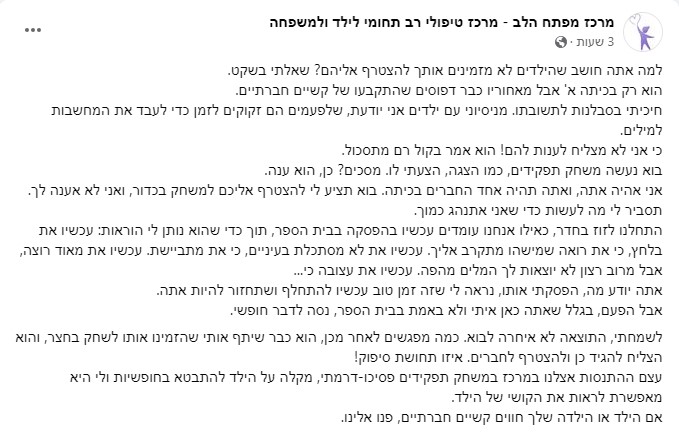 מרכז מפתח הלב - מרכז טיפולי רב תחומי לילד ולמשפחה
3 שעות ·
למה אתה חושב שהילדים לא מזמינים אותך להצטרף אליהם? שאלתי בשקט.
הוא רק בכיתה א' אבל מאחוריו כבר דפוסים שהתקבעו של קשיים חברתיים.
חיכיתי בסבלנות לתשובתו. מניסיוני עם ילדים אני יודעת, שלפעמים הם זקוקים לזמן כדי לעבד את המחשבות
למילים.
כי אני לא מצליח לענות להם! הוא אמר בקול רם מתסכול.
בוא נעשה משחק תפקידים, כמו הצגה, הצעתי לו. מסכים? כן, הוא ענה.
אני אהיה אתה, ואתה תהיה אחד החברים בכיתה. בוא תציע לי להצטרף אליכם למשחק בכדור, ואני לא אענה לך.
תסביר לי מה לעשות כדי שאני אתנהג כמוך.
התחלנו לזוז בחדר, כאילו אנחנו עומדים עכשיו בהפסקה בבית הספר, תוך כדי שהוא נותן לי הוראות: עכשיו את
בלחץ, כי את רואה שמישהו מתקרב אליך. עכשיו את לא מסתכלת בעיניים, כי את מתביישת. עכשיו את מאוד רוצה,
אבל מרוב רצון לא יוצאות לך המלים מהפה. עכשיו את עצובה כי...
אתה יודע מה, הפסקתי אותו, נראה לי שזה זמן טוב עכשיו להתחלף ושתחזור להיות אתה.
אבל הפעם, בגלל שאתה כאן איתי ולא באמת בבית הספר, נסה לדבר חופשי.
לשמחתי, התוצאה לא איחרה לבוא. כמה מפגשים לאחר מכן, הוא כבר שיתף אותי שהזמינו אותו לשחק בחצר, והוא
הצליח להגיד כן ולהצטרף לחברים. איזו תחושת סיפוק!
עצם ההתנסות אצלנו במרכז במשחק תפקידים פסיכו-דרמתי, מקלה על הילד להתבטא בחופשיות ולי היא
מאפשרת לראות את הקושי של הילד.
אם הילד או הילדה שלך חווים קשיים חברתיים, פנו אלינו.